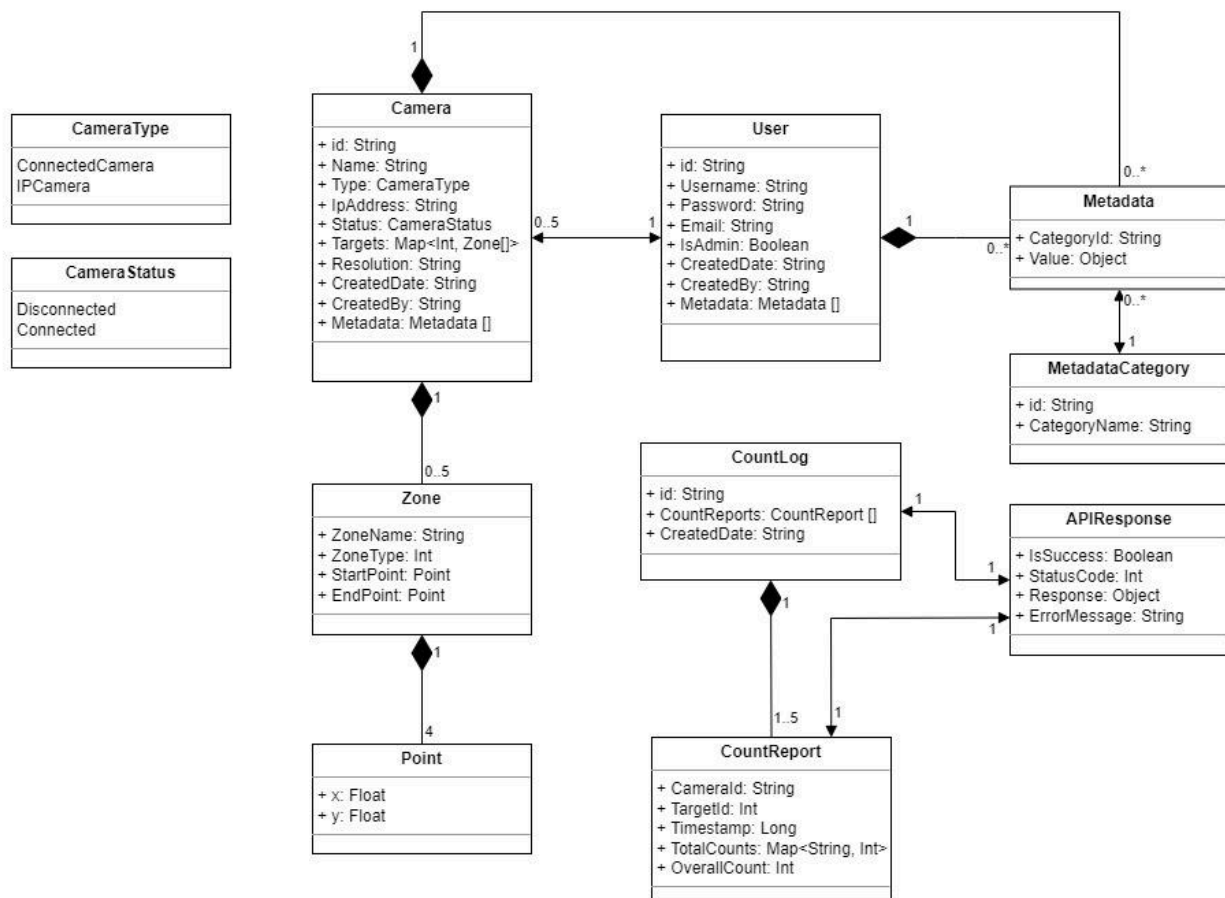 CameraType
ConnectedCamera
IPCamera
CameraStatus
Disconnected
Connected
1
Camera
+ id: String
+ Name: String
+ Type: CameraType
+ IpAddress: String
+ Status: CameraStatus
+ Targets: Map<Int, Zone[]>
+ Resolution: String
+ CreatedDate: String
+ CreatedBy: String
+ Metadata: Metadata []
0..5
1
User
+ id: String
+ Username: String
+ Password: String
+ Email: String
+ IsAdmin: Boolean
+ CreatedDate: String
+ CreatedBy: String
+ Metadata: Metadata []
1
0..*
0..*
Metadata
+ CategoryId: String
+ Value: Object
0..*
1
MetadataCategory
+ id: String
+ CategoryName: String
1
0..5
Zone
+ ZoneName: String
+ ZoneType: Int
+ StartPoint: Point
+ EndPoint: Point
1
4
Point
+ x: Float
+ y: Float
CountLog
+ id: String
+ CountReports: CountReport []
+ CreatedDate: String
1
1
APIResponse
+ IsSuccess: Boolean
+ StatusCode: Int
+ Response: Object
+ ErrorMessage: String
1
1
1
1..5
CountReport
+ CameraId: String
+ TargetId: Int
+ Timestamp: Long
+ TotalCounts: Map<String, Int>
+ OverallCount: Int